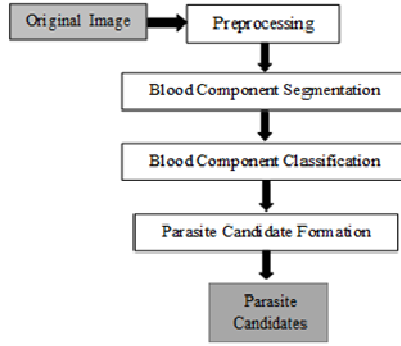 Original Image
Preprocessing
Blood Component Segmentation
Blood Component Classification
Parasite Candidate Formation
Parasite
Candidates